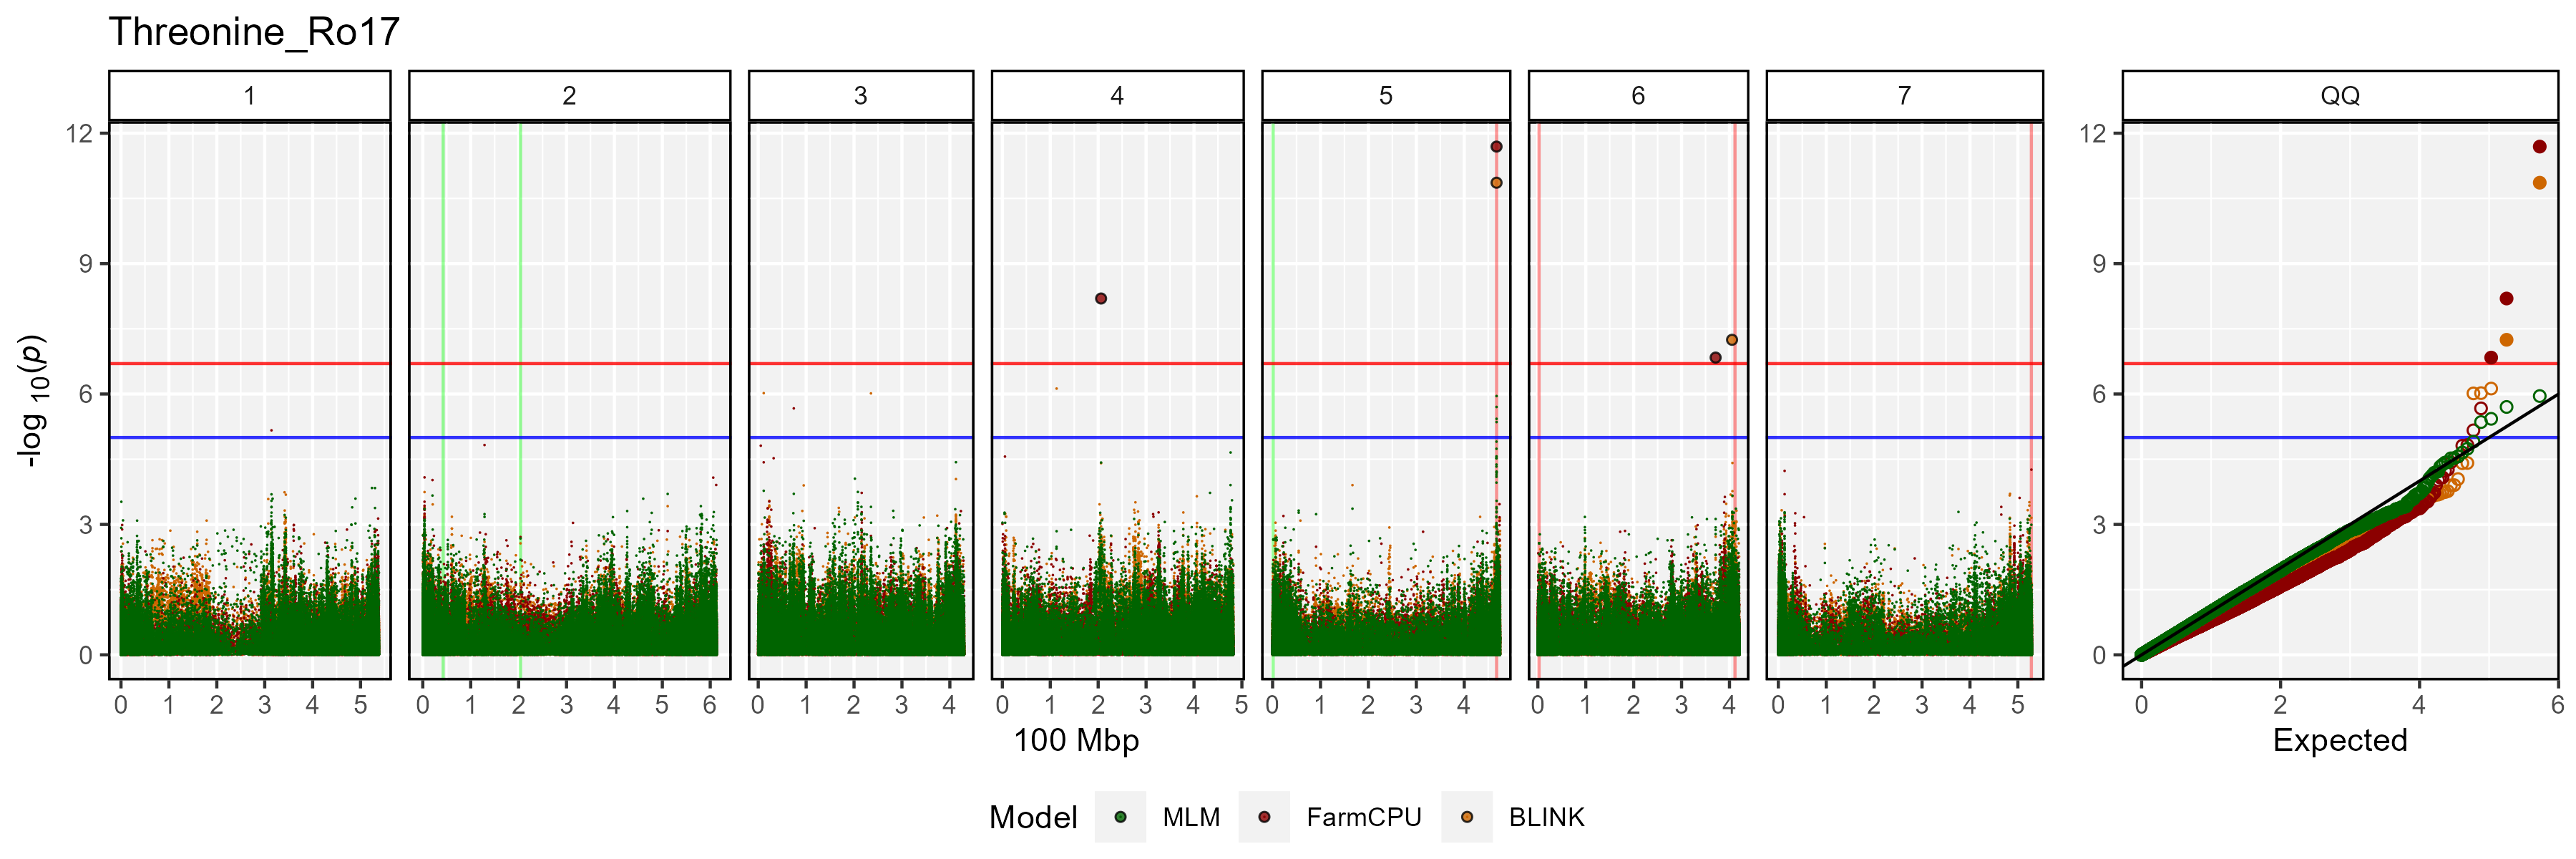 Threonine_Ro17
1 2 3 4 5 6 7 QQ
12 12
9 9
6 6
3 3
0 0
-log 10(p)
0 1 2 3 4 5 0 1 2 3 4 5 6 0 1 2 3 4 0 1 2 3 4 5 0 1 2 3 4 0 1 2 3 4 0 1 2 3 4 5 0 2 4 6
100 Mbp Expected
Model MLM FarmCPU BLINK